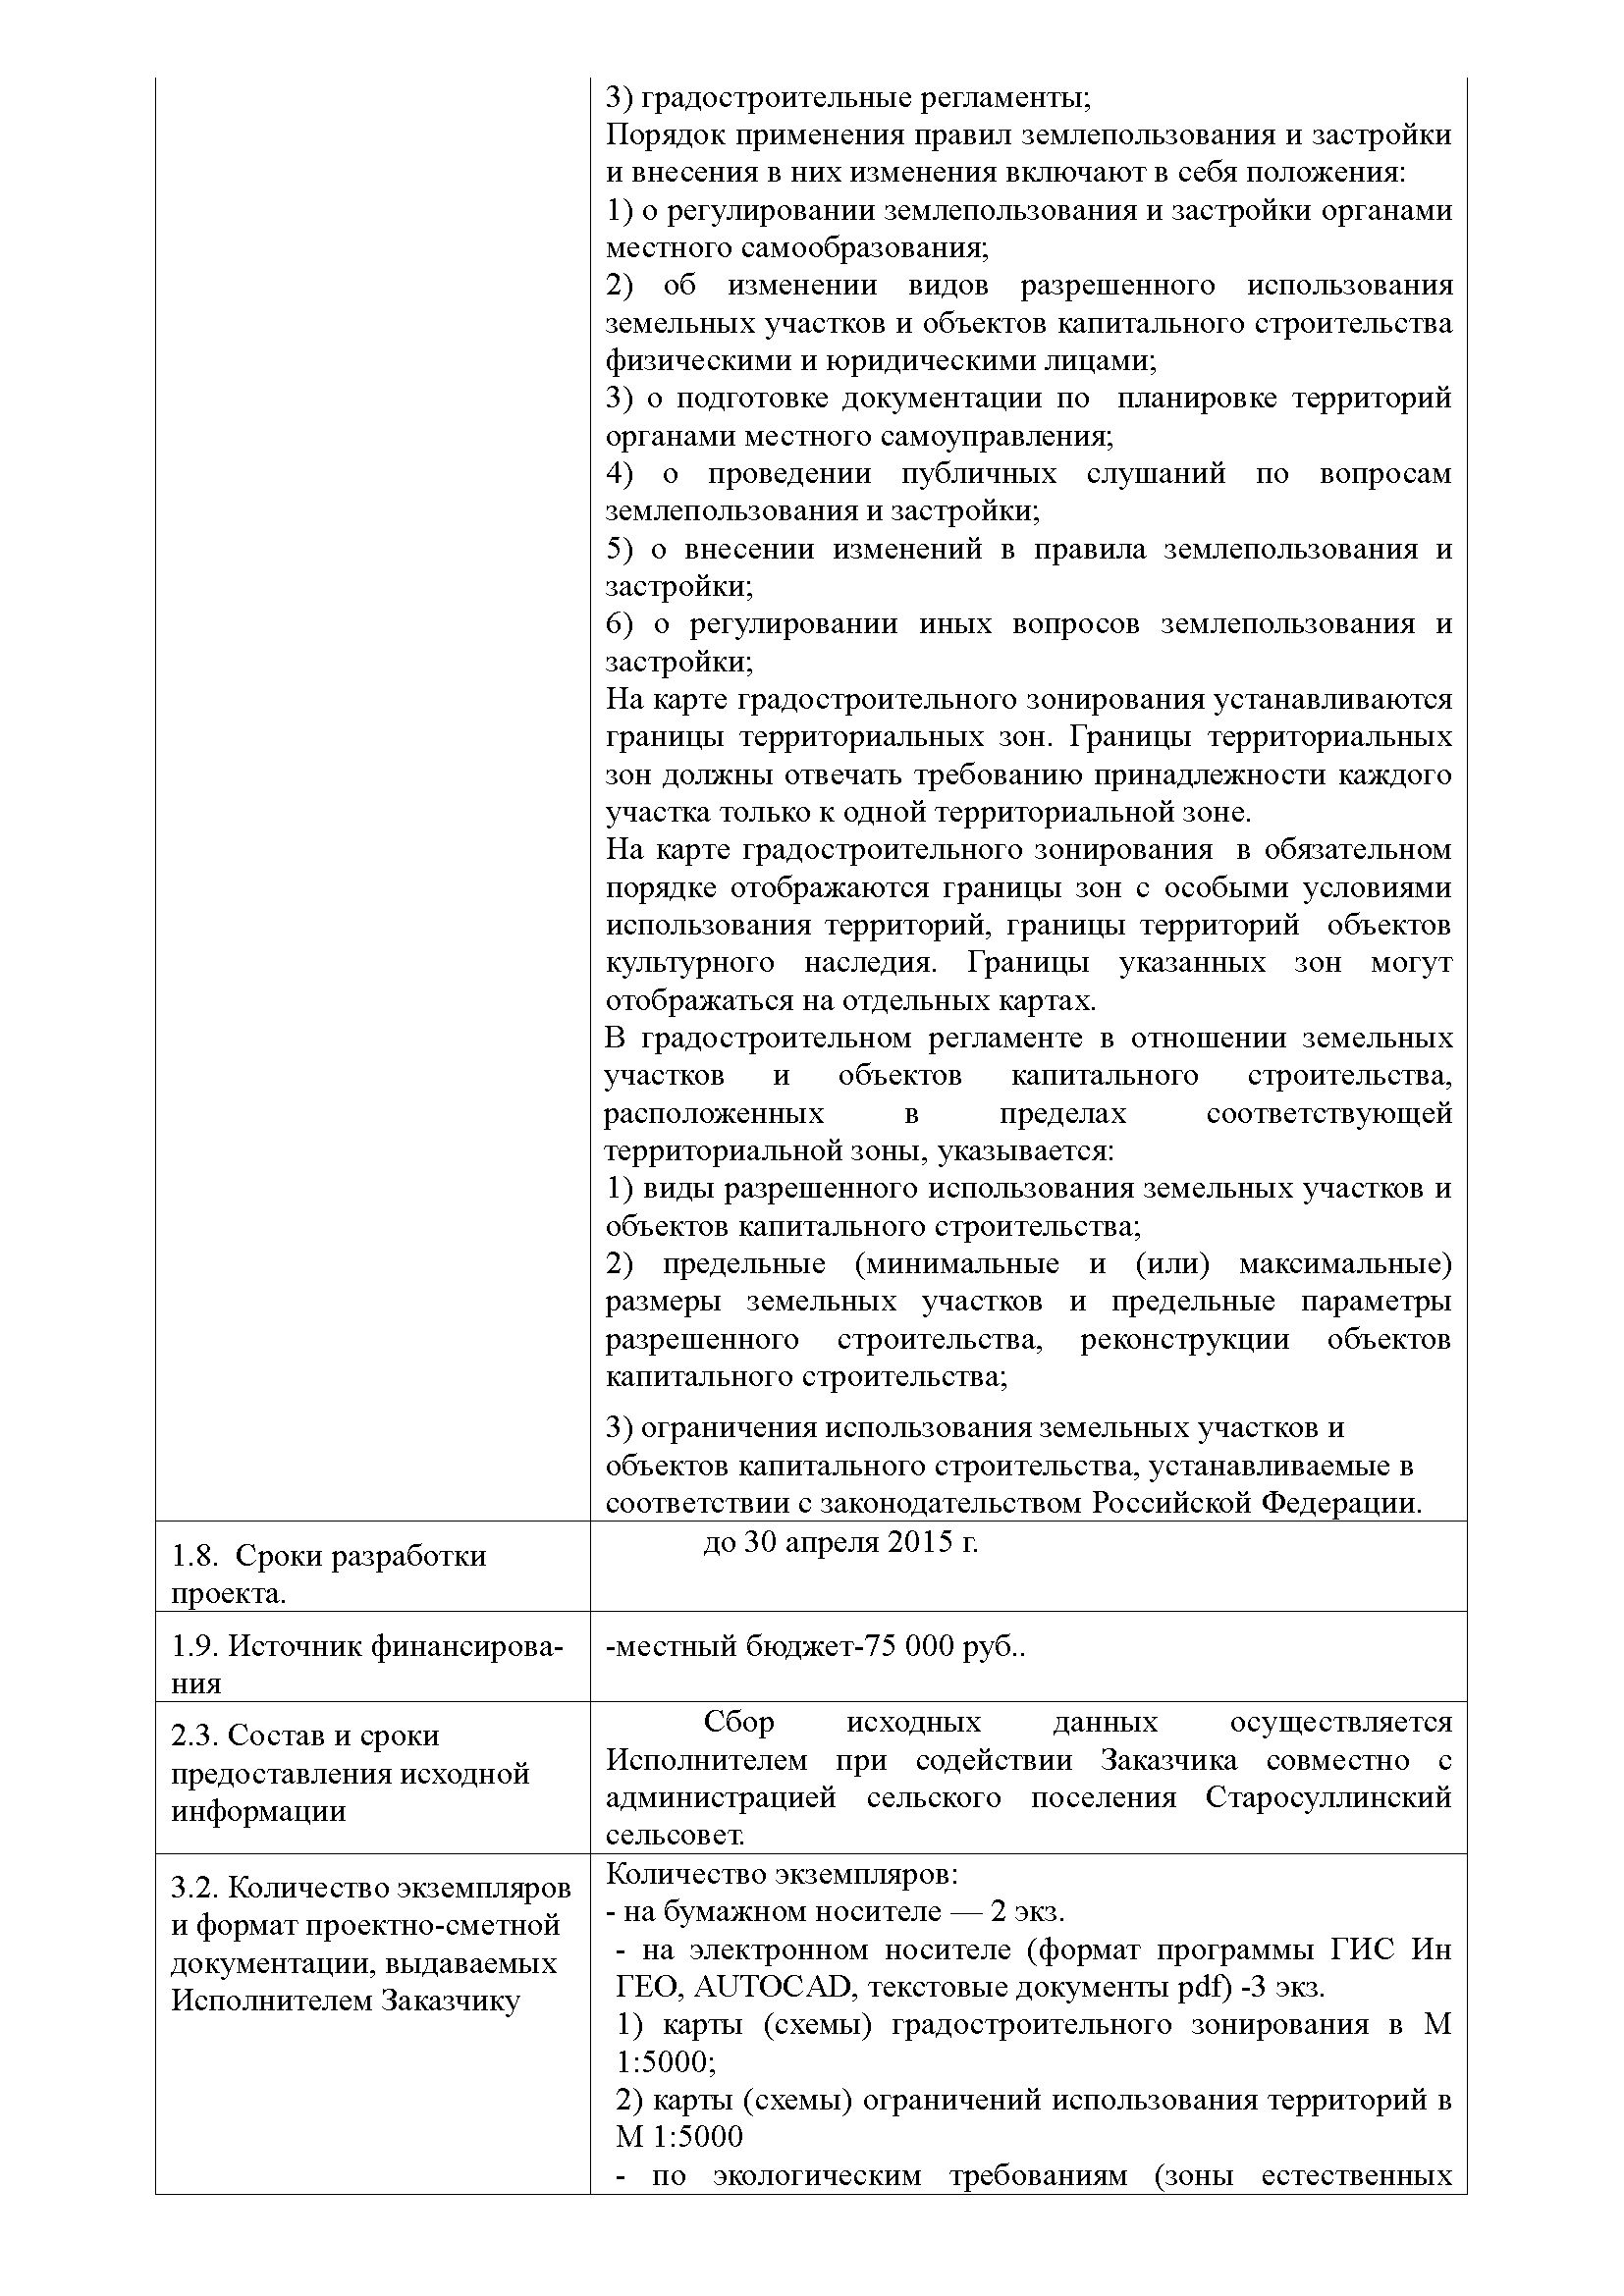 3) градостроительные регламенты;
Порядок применения правил землепользования и застройки
и внесения в них изменения включают в себя положения:
1) о регулировании землепользования и застройки органами
местного самообразования;
2) об изменении видов разрешенного использования
земельных участков и объектов капитального строительства
физическими и юридическими лицами;
3) о подготовке документации по планировке территорий
органами местного самоуправления;
4) о проведении публичных слушаний по вопросам
землепользования и застройки;
5) о внесении изменений в правила землепользования и
застройки;
6) о регулировании иных вопросов землепользования и
застройки;
На карте градостроительного зонирования устанавливаются
границы территориальных зон. Границы территориальных
зон должны отвечать требованию принадлежности каждого
участка только к одной территориальной зоне.
На карте градостроительного зонирования в обязательном
порядке отображаются границы зон с особыми условиями
использования территорий, границы территорий объектов
культурного наследия. Границы указанных зон могут
отображаться на отдельных картах.
В градостроительном регламенте в отношении земельных
участков и объектов капитального строительства,
расположенных в пределах соответствующей
территориальной зоны, указывается:
1) виды разрешенного использования земельных участков и
объектов капитального строительства;
2) предельные (минимальные и (или) максимальные)
размеры земельных участков и предельные параметры
разрешенного строительства, реконструкции объектов
капитального строительства;
3) ограничения использования земельных участков и
объектов капитального строительства, устанавливаемые в
соответствии с законодательством Российской Федерации.
1.8. Сроки разработки
проекта.
до 30 апреля 2015 г.
1.9. Источник финансирова-
ния
-местный бюджет-75 000 руб..
2.3. Состав и сроки
предоставления исходной
информации
Сбор исходных данных осуществляется
Исполнителем при содействии Заказчика совместно с
администрацией сельского поселения Старосуллинский
сельсовет.
3.2. Количество экземпляров
и формат проектно-сметной
документации, выдаваемых
Исполнителем Заказчику
Количество экземпляров:
- на бумажном носителе — 2 экз.
- на электронном носителе (формат программы ГИС Ин
ГЕО, AUTOCAD, текстовые документы pdf) -3 экз.
1) карты (схемы) градостроительного зонирования в М
1:5000;
2) карты (схемы) ограничений использования территорий в
М 1:5000
- по экологическим требованиям (зоны естественных